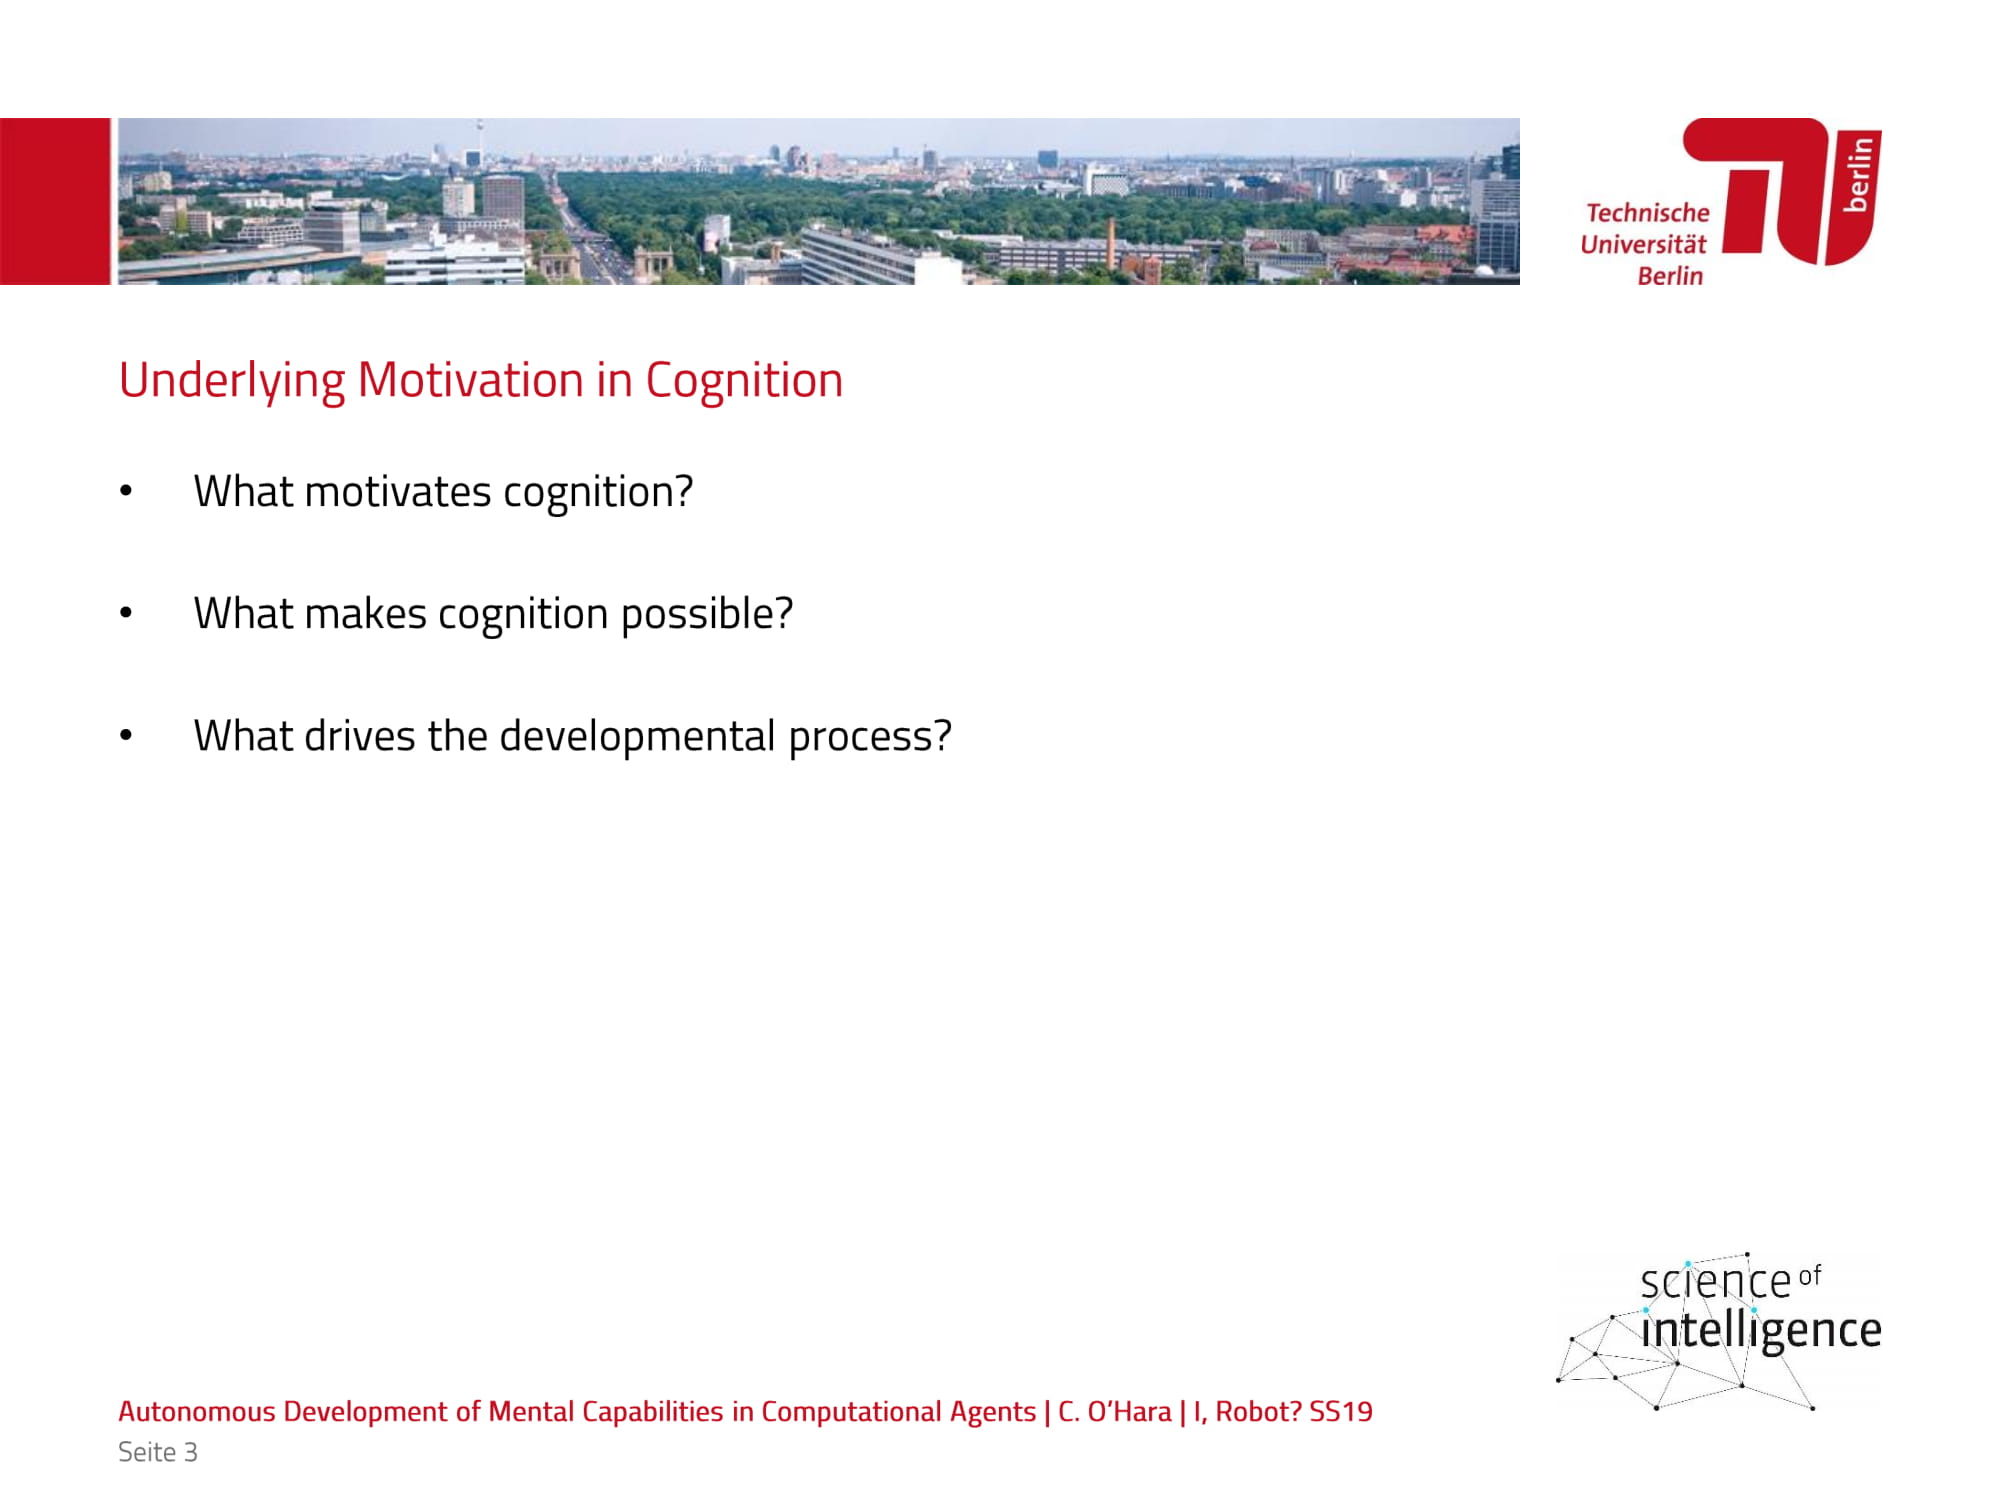 Technische
Universität
Berlin
berlin
Underlying Motivation in Cognition
• What motivates cognition?
• What makes cognition possible?
• What drives the developmental process?
science of
intelligence
Autonomous Development of Mental Capabilities in Computational Agents | C. O’Hara | I, Robot? SS19
Seite 3